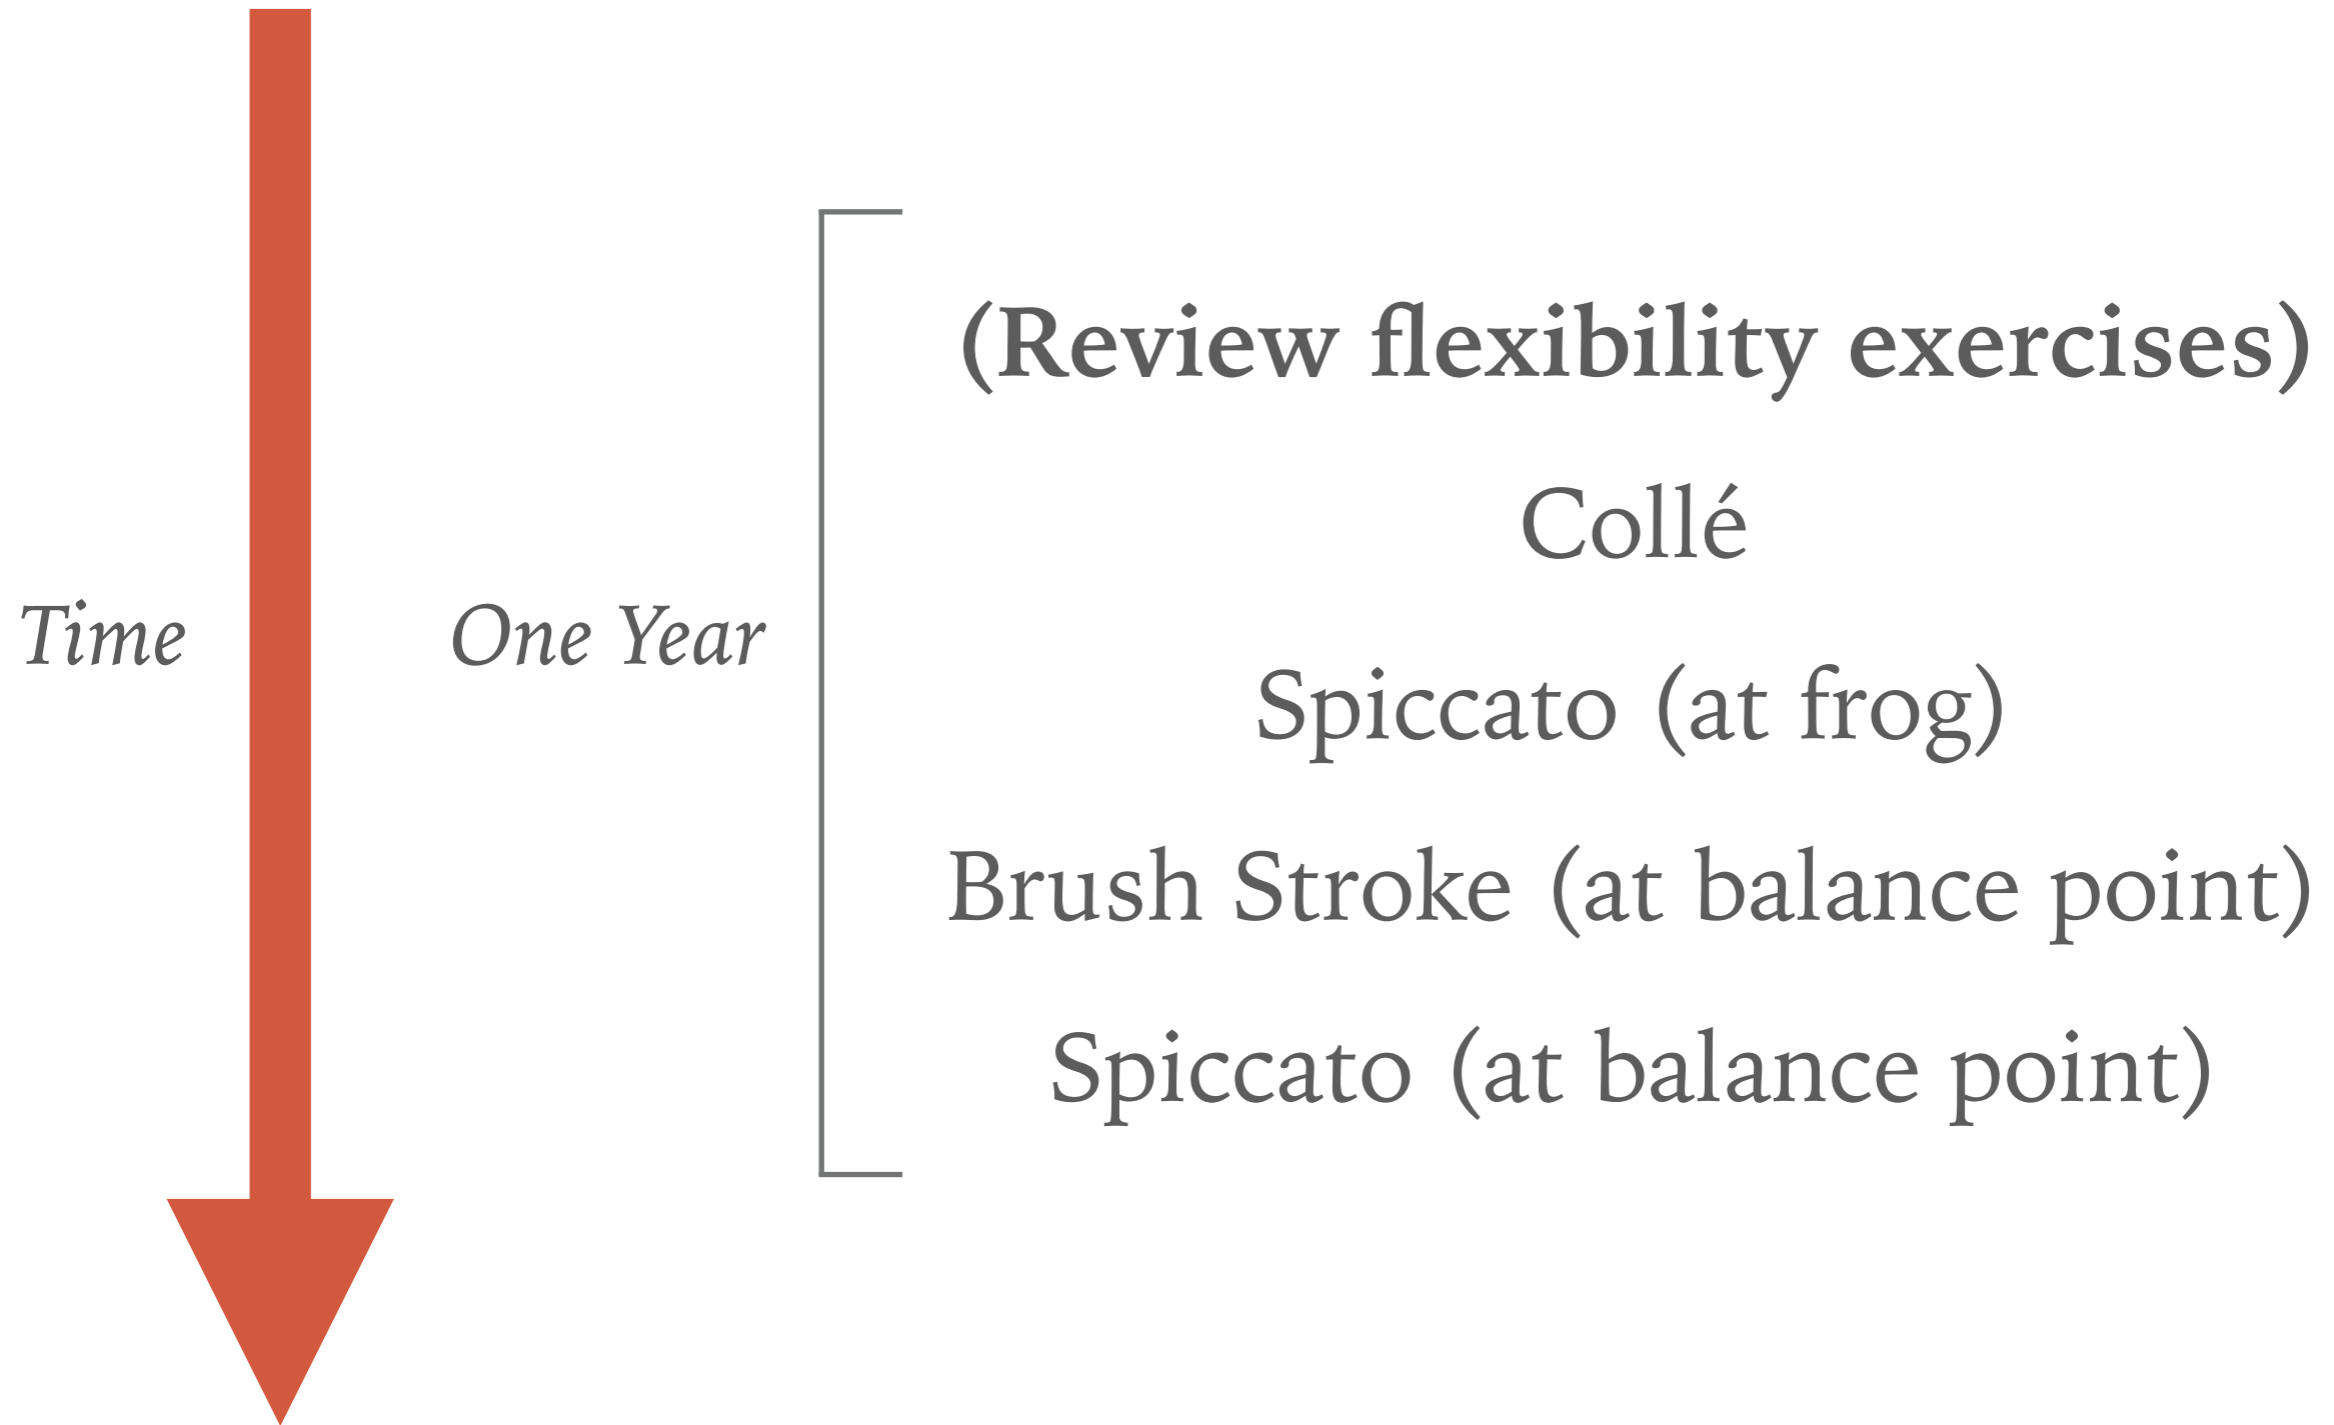 Time
One Year
(Review flexibility exercises)
Collé
Spiccato (at frog)
Brush Stroke (at balance point)
Spiccato (at balance point)